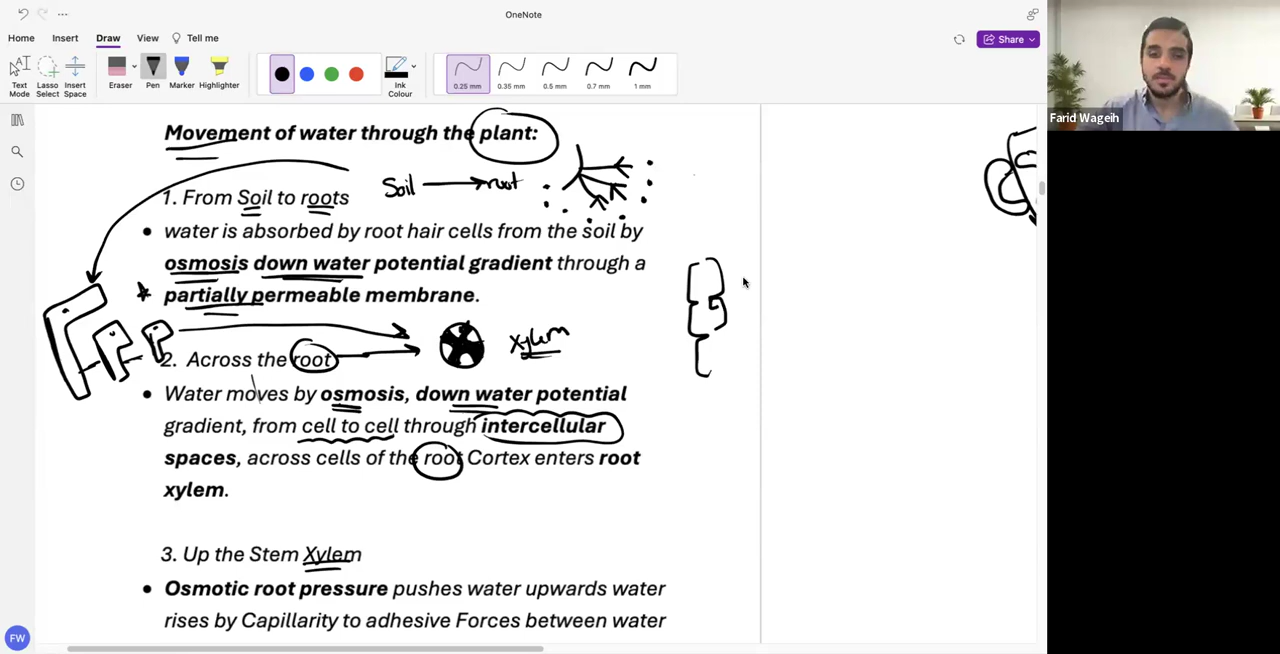 OneNote
Home Insert Draw View Tell me
Share
Text Mode
Lasso Select
Insert Space
Eraser
Pen
Marker
Highlighter
Ink Colour
0.25 mm
0.35 mm
0.5 mm
0.7 mm
1 mm
Farid Wageih
Movement of water through the plant:
Soil → root
1. From Soil to roots
• water is absorbed by root hair cells from the soil by
osmosis down water potential gradient through a
partially permeable membrane.
xylem
2. Across the root
• Water moves by osmosis, down water potential
gradient, from cell to cell through intercellular
spaces, across cells of the root Cortex enters root
xylem.
3. Up the Stem Xylem
• Osmotic root pressure pushes water upwards water
rises by Capillarity to adhesive Forces between water
FW